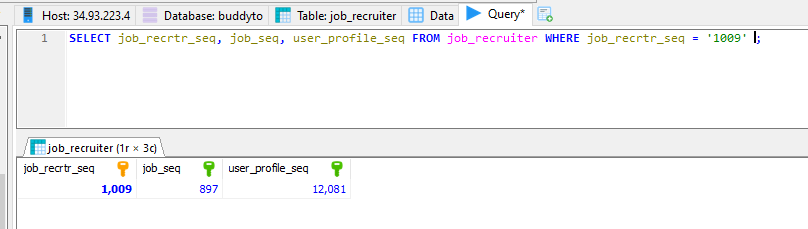 Host: 34.93.223.4 Database: buddyto Table: job_recruiter Data Query*
1 SELECT job_recrtr_seq, job_seq, user_profile_seq FROM job_recruiter WHERE job_recrtr_seq = '1009' ;
job_recruiter (1r × 3c)
job_recrtr_seq job_seq user_profile_seq
1,009 897 12,081